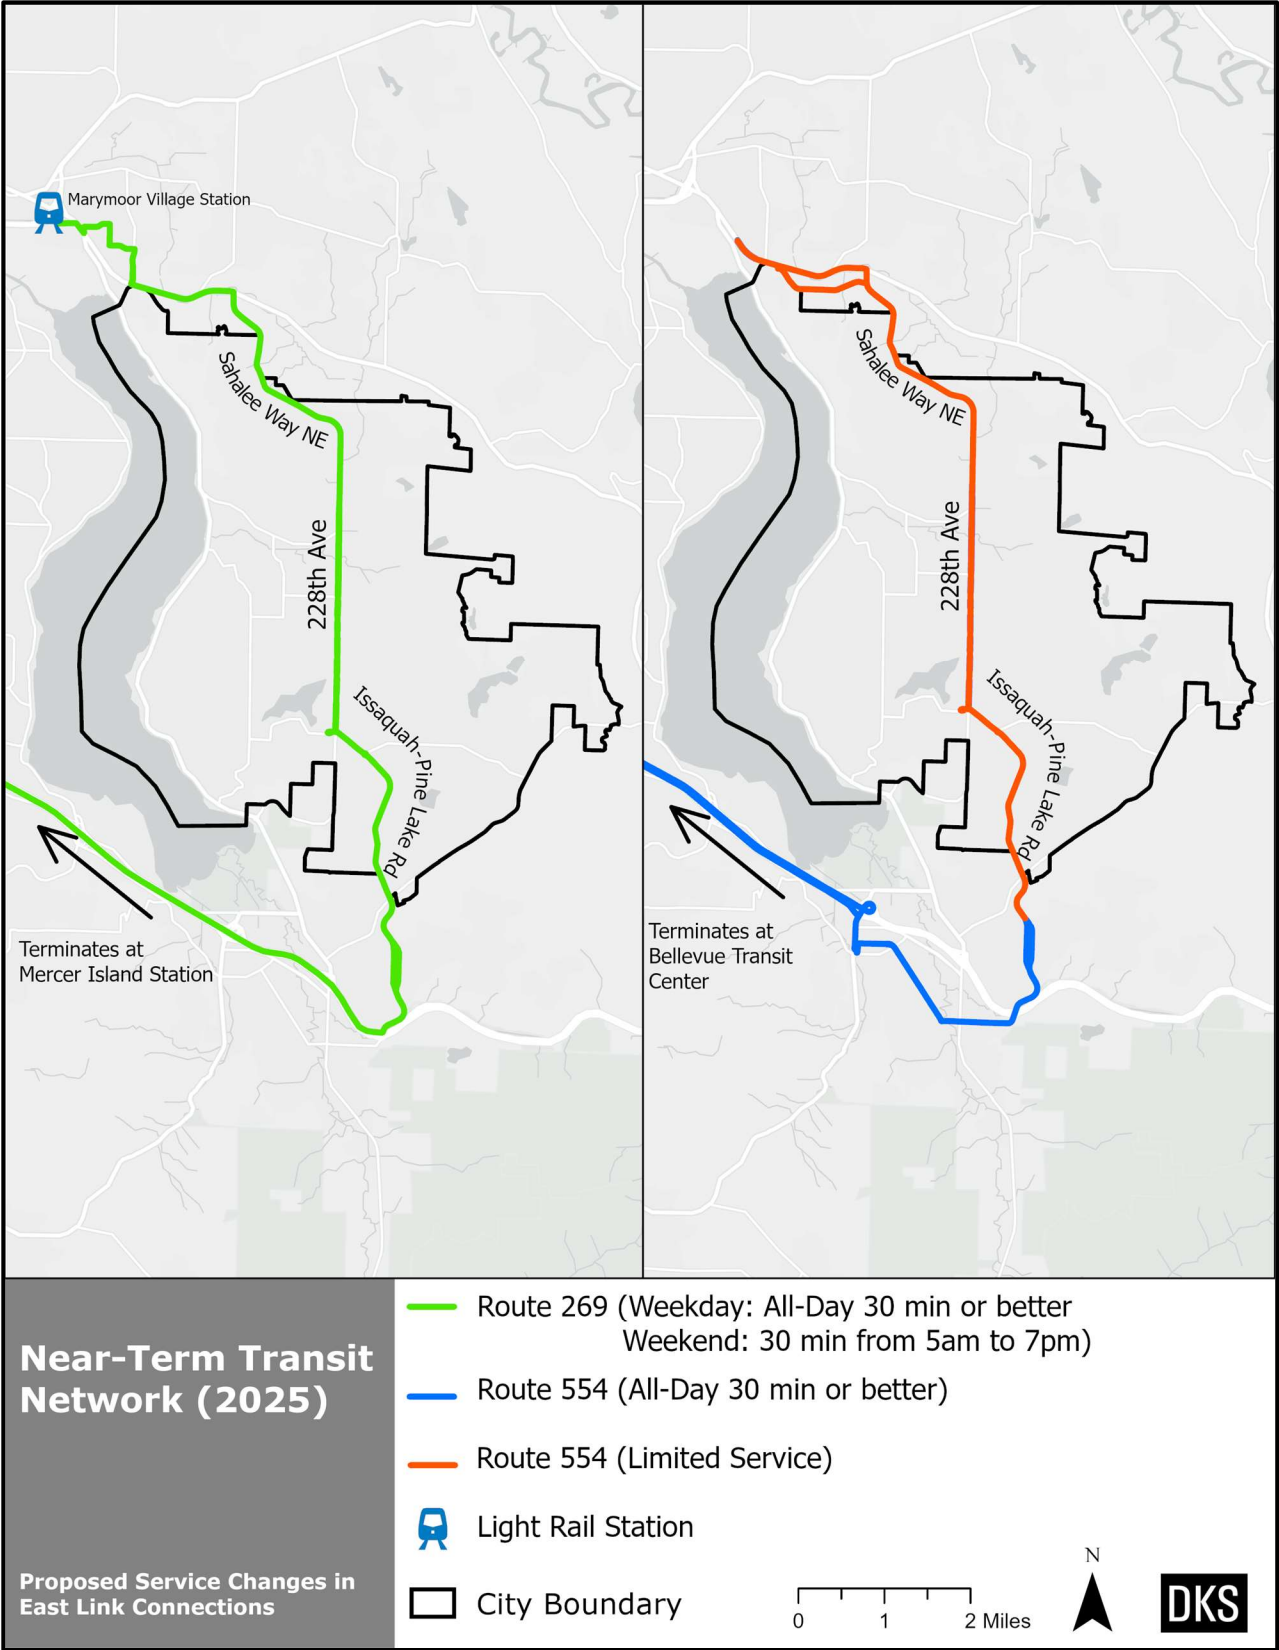 Marymoor Village Station
Sahalee Way NE
228th Ave
Issaquah-Pine Lake Rd
Terminates at
Mercer Island Station
Sahalee Way NE
228th Ave
Issaquah-Pine Lake Rd
Terminates at
Bellevue Transit
Center
Near-Term Transit
Network (2025)
Proposed Service Changes in
East Link Connections
Route 269 (Weekday: All-Day 30 min or better
Weekend: 30 min from 5am to 7pm)
Route 554 (All-Day 30 min or better)
Route 554 (Limited Service)
Light Rail Station
City Boundary
0 1 2 Miles
N
DKS